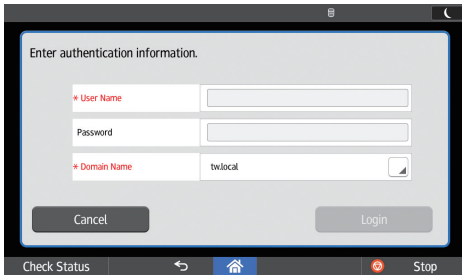 Enter authentication information.
* User Name
Password
* Domain Name tw.local
Cancel Login
Check Status Stop